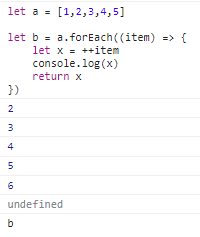 let a = [1,2,3,4,5]
let b = a.forEach((item) => {
    let x = ++item
    console.log(x)
    return x
})
2
3
4
5
6
undefined
b